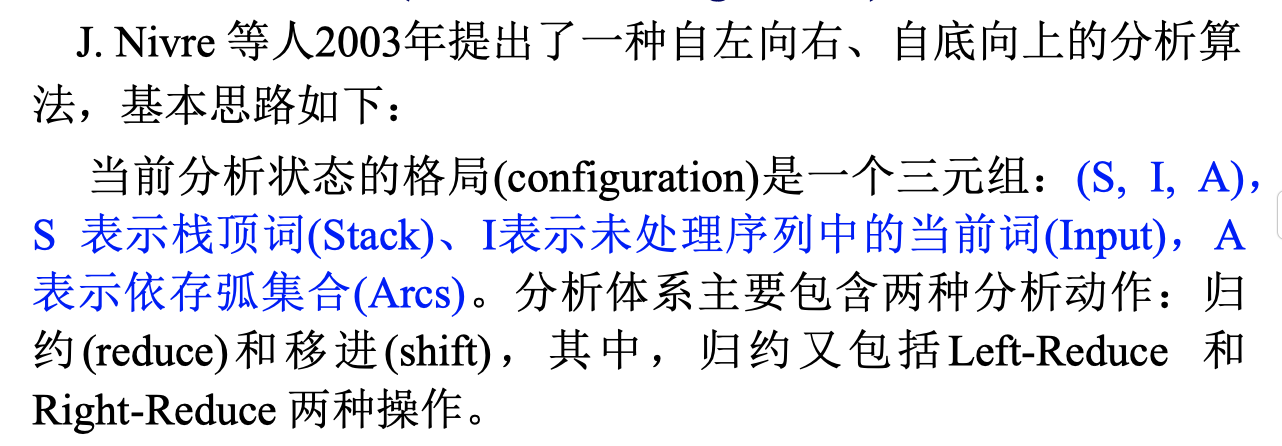 J. Nivre 等人2003年提出了一种自左向右、自底向上的分析算
法，基本思路如下：
当前分析状态的格局(configuration)是一个三元组：(S, I, A)，
S 表示栈顶词(Stack)、I表示未处理序列中的当前词(Input)，A
表示依存弧集合(Arcs)。分析体系主要包含两种分析动作：归
约(reduce)和移进(shift)，其中，归约又包括Left-Reduce 和
Right-Reduce 两种操作。